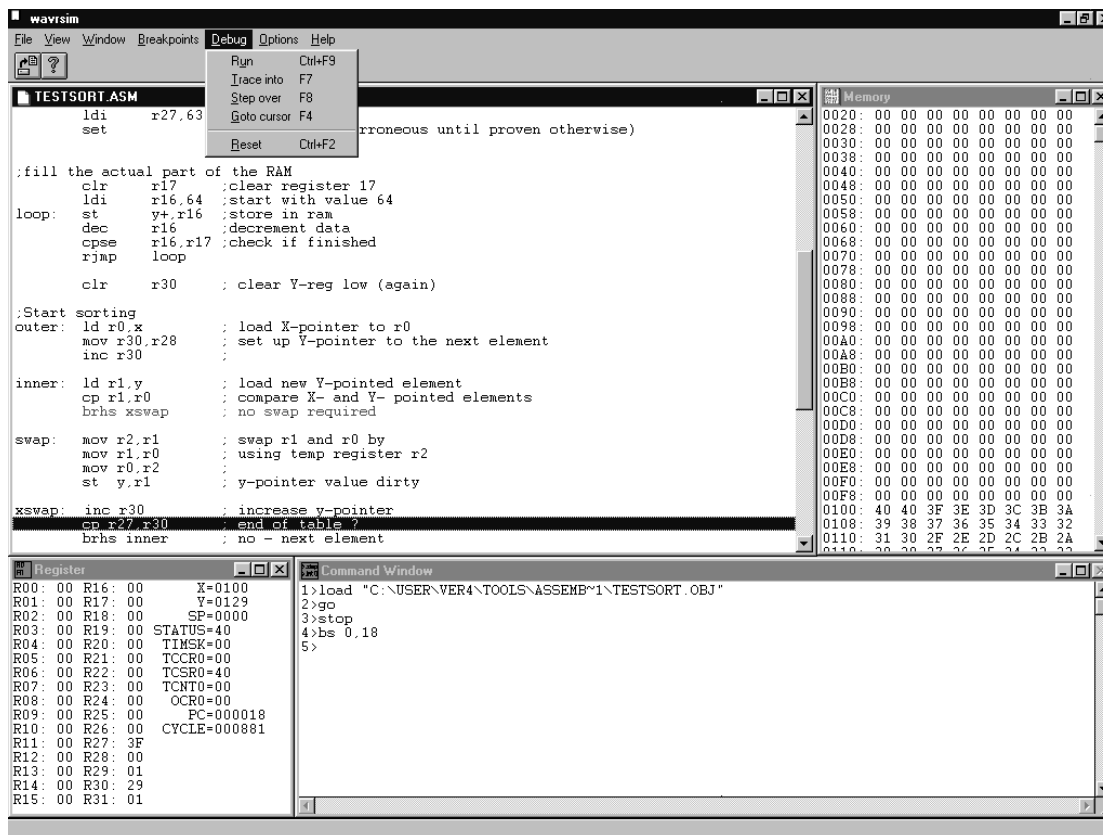 wavrsim
File View Window Breakpoints Debug Options Help
Run Ctrl+F9
Trace into F7
Step over F8
Goto cursor F4
Reset Ctrl+F2
TESTSORT.ASM
ldi r27,63
set rroneous until proven otherwise)
;fill the actual part of the RAM
clr r17 ;clear register 17
ldi r16,64 ;start with value 64
loop: st y+,r16 ;store in ram
dec r16 ;decrement data
cpse r16,r17 ;check if finished
rjmp loop
clr r30 ; clear Y-reg low (again)
;Start sorting
outer: ld r0,x ; load X-pointer to r0
mov r30,r28 ; set up Y-pointer to the next element
inc r30 ;
inner: ld r1,y ; load new Y-pointed element
cp r1,r0 ; compare X- and Y- pointed elements
brhs xswap ; no swap required
swap: mov r2,r1 ; swap r1 and r0 by
mov r1,r0 ; using temp register r2
mov r0,r2 ;
st y,r1 ; y-pointer value dirty
xswap: inc r30 ; increase y-pointer
cp r27,r30 ; end of table ?
brhs inner ; no - next element
Memory
0020: 00 00 00 00 00 00 00 00
0028: 00 00 00 00 00 00 00 00
0030: 00 00 00 00 00 00 00 00
0038: 00 00 00 00 00 00 00 00
0040: 00 00 00 00 00 00 00 00
0048: 00 00 00 00 00 00 00 00
0050: 00 00 00 00 00 00 00 00
0058: 00 00 00 00 00 00 00 00
0060: 00 00 00 00 00 00 00 00
0068: 00 00 00 00 00 00 00 00
0070: 00 00 00 00 00 00 00 00
0078: 00 00 00 00 00 00 00 00
0080: 00 00 00 00 00 00 00 00
0088: 00 00 00 00 00 00 00 00
0090: 00 00 00 00 00 00 00 00
0098: 00 00 00 00 00 00 00 00
00A0: 00 00 00 00 00 00 00 00
00A8: 00 00 00 00 00 00 00 00
00B0: 00 00 00 00 00 00 00 00
00B8: 00 00 00 00 00 00 00 00
00C0: 00 00 00 00 00 00 00 00
00C8: 00 00 00 00 00 00 00 00
00D0: 00 00 00 00 00 00 00 00
00D8: 00 00 00 00 00 00 00 00
00E0: 00 00 00 00 00 00 00 00
00E8: 00 00 00 00 00 00 00 00
00F0: 00 00 00 00 00 00 00 00
00F8: 00 00 00 00 00 00 00 00
0100: 40 40 3F 3E 3D 3C 3B 3A
0108: 39 38 37 36 35 34 33 32
0110: 31 30 2F 2E 2D 2C 2B 2A
Register
R00: 00 R16: 00 X=0100
R01: 00 R17: 00 Y=0129
R02: 00 R18: 00 SP=0000
R03: 00 R19: 00 STATUS=40
R04: 00 R20: 00 TIMSK=00
R05: 00 R21: 00 TCCR0=00
R06: 00 R22: 00 TCSR0=40
R07: 00 R23: 00 TCNT0=00
R08: 00 R24: 00 OCR0=00
R09: 00 R25: 00 PC=000018
R10: 00 R26: 00 CYCLE=000881
R11: 00 R27: 3F
R12: 00 R28: 00
R13: 00 R29: 01
R14: 00 R30: 29
R15: 00 R31: 01
Command Window
1>load "C:\USER\VER4\TOOLS\ASSEMB~1\TESTSORT.OBJ"
2>go
3>stop
4>bs 0,18
5>